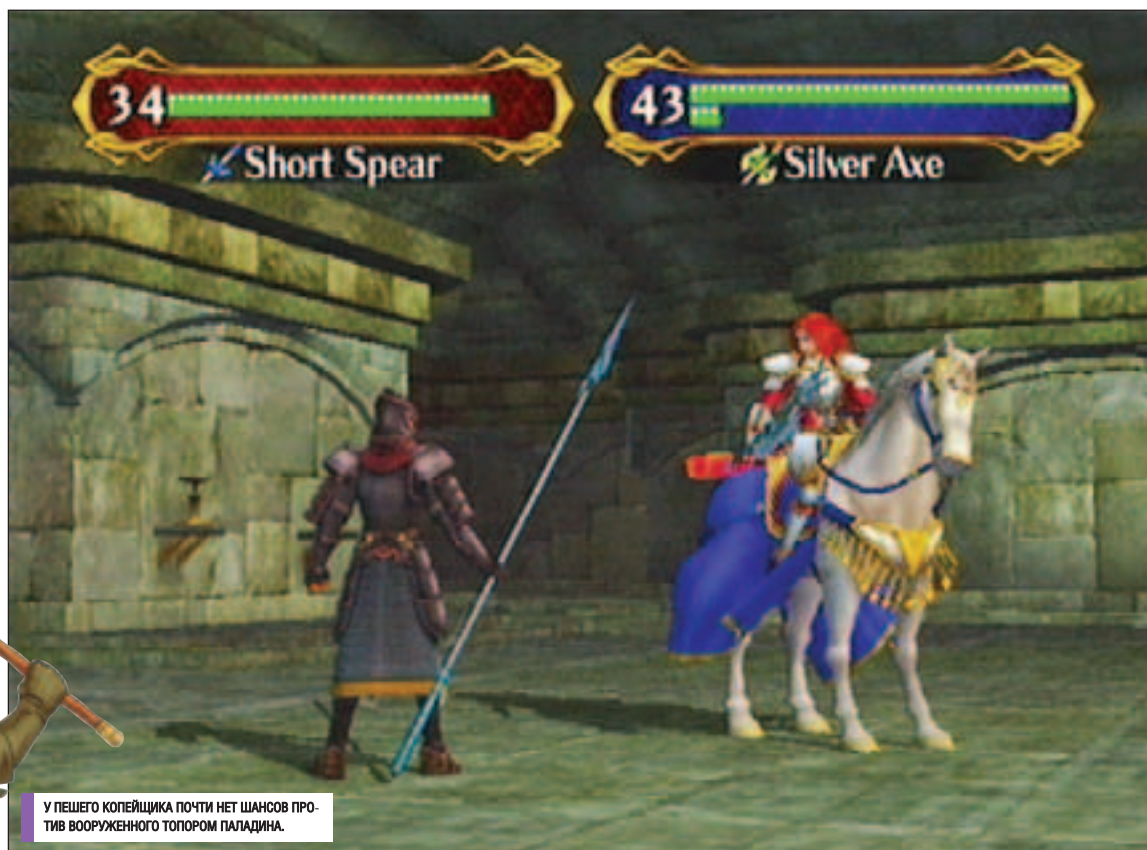 34
43
Short Spear
Silver Axe
У ПЕШЕГО КОПЕЙЩИКА ПОЧТИ НЕТ ШАНСОВ ПРО-
ТИВ ВООРУЖЕННОГО ТОПОРОМ ПАЛАДИНА.